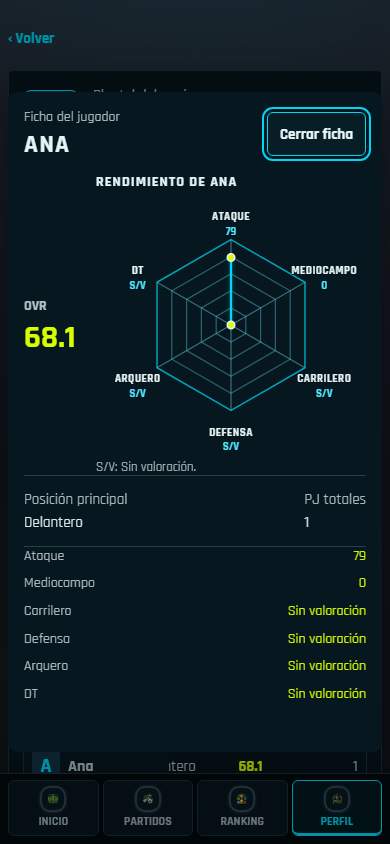 ‹ Volver
Ficha del jugador
ANA
Cerrar ficha
RENDIMIENTO DE ANA
ATAQUE
79
DT
S/V
MEDIOCAMPO
0
OVR
68.1
ARQUERO
S/V
CARRILERO
S/V
DEFENSA
S/V
S/V: Sin valoración.
Posición principal
PJ totales
Delantero
1
Ataque
79
Mediocampo
0
Carrilero
Sin valoración
Defensa
Sin valoración
Arquero
Sin valoración
DT
Sin valoración
A Ana
68.1
1
INICIO
PARTIDOS
RANKING
PERFIL